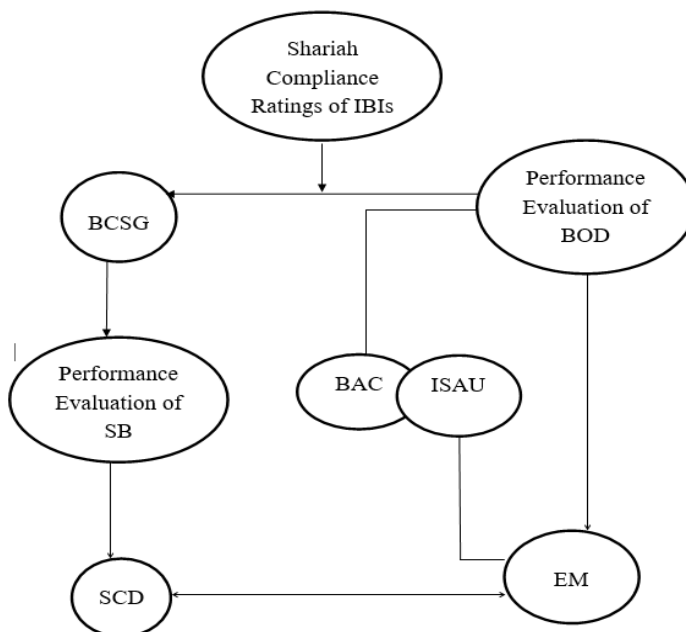 Shariah
Compliance
Ratings of IBIs
Performance
Evaluation of
BOD
BCSG
Performance
Evaluation of
SB
BAC
ISAU
SCD
EM